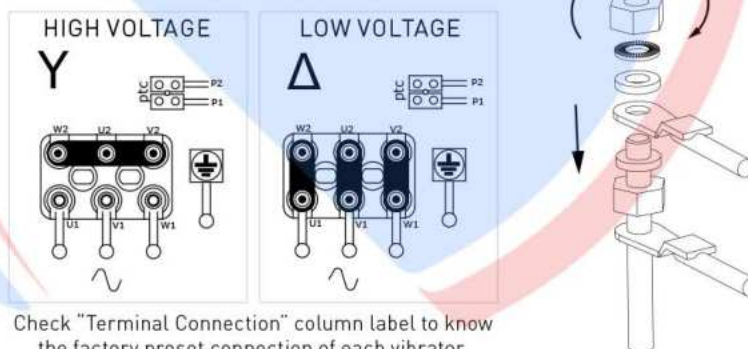 HIGH VOLTAGE
Y
ptc
P2
P1
W2 U2 V2
U1 V1 W1
LOW VOLTAGE
Δ
ptc
P2
P1
W2 U2 V2
U1 V1 W1
Check "Terminal Connection" column label to know
the factory preset connection of each vibrator